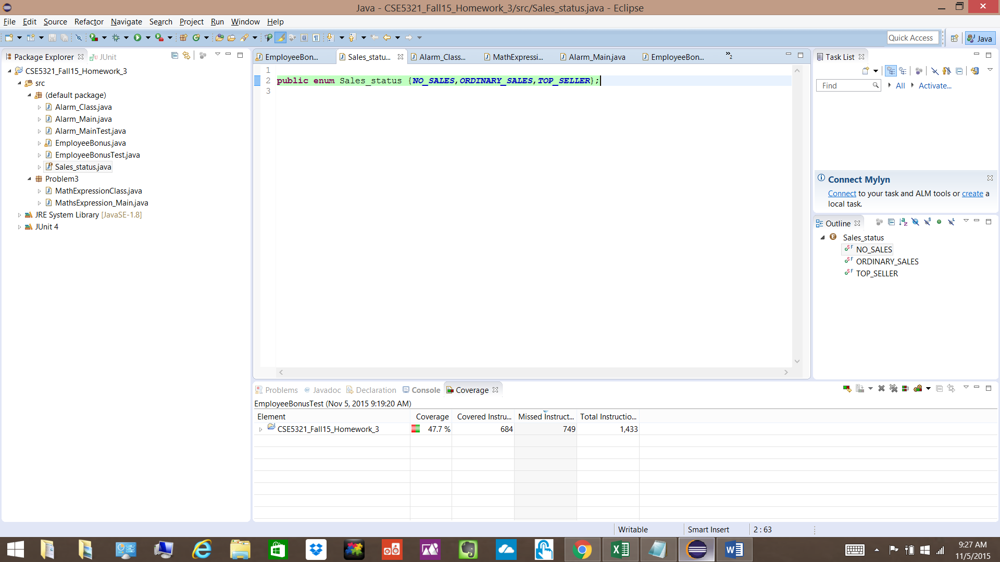 Java - CSE5321_Fall15_Homework_3/src/Sales_status.java - Eclipse
File Edit Source Refactor Navigate Search Project Run Window Help
Quick Access
Java
Package Explorer
JUnit
CSE5321_Fall15_Homework_3
src
(default package)
Alarm_Class.java
Alarm_Main.java
Alarm_MainTest.java
EmployeeBonus.java
EmployeeBonusTest.java
Sales_status.java
Problem3
MathExpressionClass.java
MathsExpression_Main.java
JRE System Library [JavaSE-1.8]
JUnit 4
EmployeeBon... Sales_statu... Alarm_Class... MathExpressi... Alarm_Main.java EmployeeBon... »2
1
2 public enum Sales_status {NO_SALES,ORDINARY_SALES,TOP_SELLER};
3
Task List
Find All Activate...
Connect Mylyn
Connect to your task and ALM tools or create a
local task.
Outline
Sales_status
NO_SALES
ORDINARY_SALES
TOP_SELLER
Problems @ Javadoc Declaration Console Coverage
EmployeeBonusTest (Nov 5, 2015 9:19:20 AM)
Element Coverage Covered Instru... Missed Instruct... Total Instructio...
CSE5321_Fall15_Homework_3 47.7 % 684 749 1,433
Writable Smart Insert 2 : 63
9:27 AM
11/5/2015